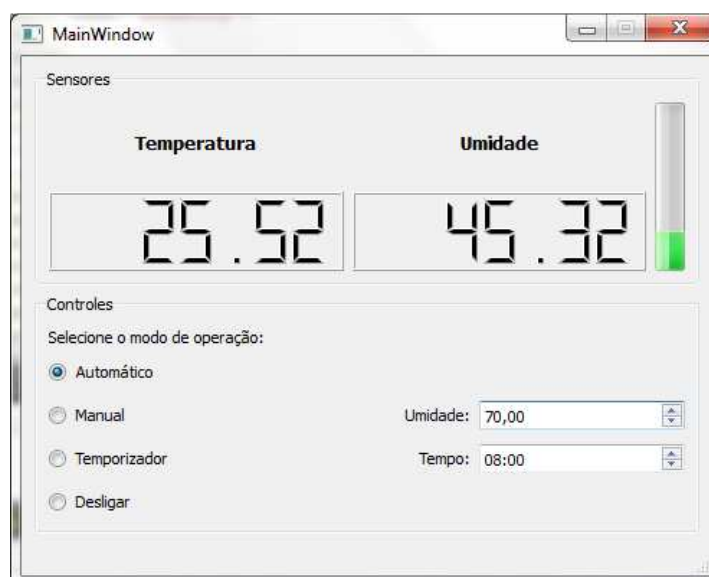 MainWindow
Sensores
Temperatura Umidade
25.52 45.32
Controles
Selecione o modo de operação:
Automático
Manual Umidade: 70,00
Temporizador Tempo: 08:00
Desligar